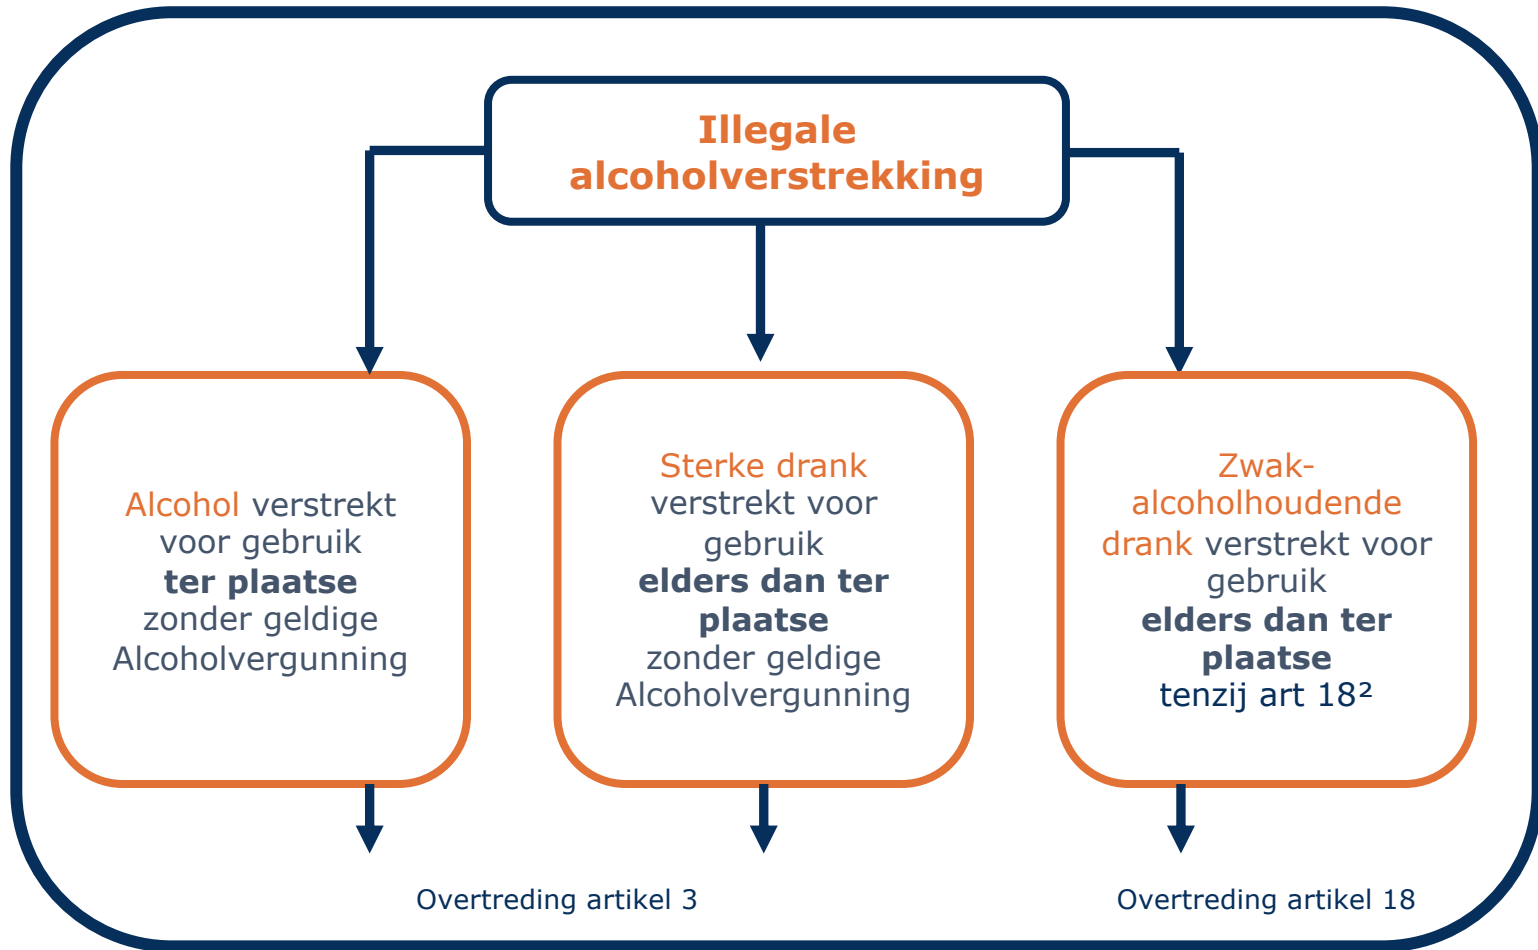 Illegale
alcoholverstrekking
Alcohol verstrekt
voor gebruik
ter plaatse
zonder geldige
Alcoholvergunning
Sterke drank
verstrekt voor
gebruik
elders dan ter
plaatse
zonder geldige
Alcoholvergunning
Zwak-
alcoholhoudende
drank verstrekt voor
gebruik
elders dan ter
plaatse
tenzij art 18²
Overtreding artikel 3
Overtreding artikel 18